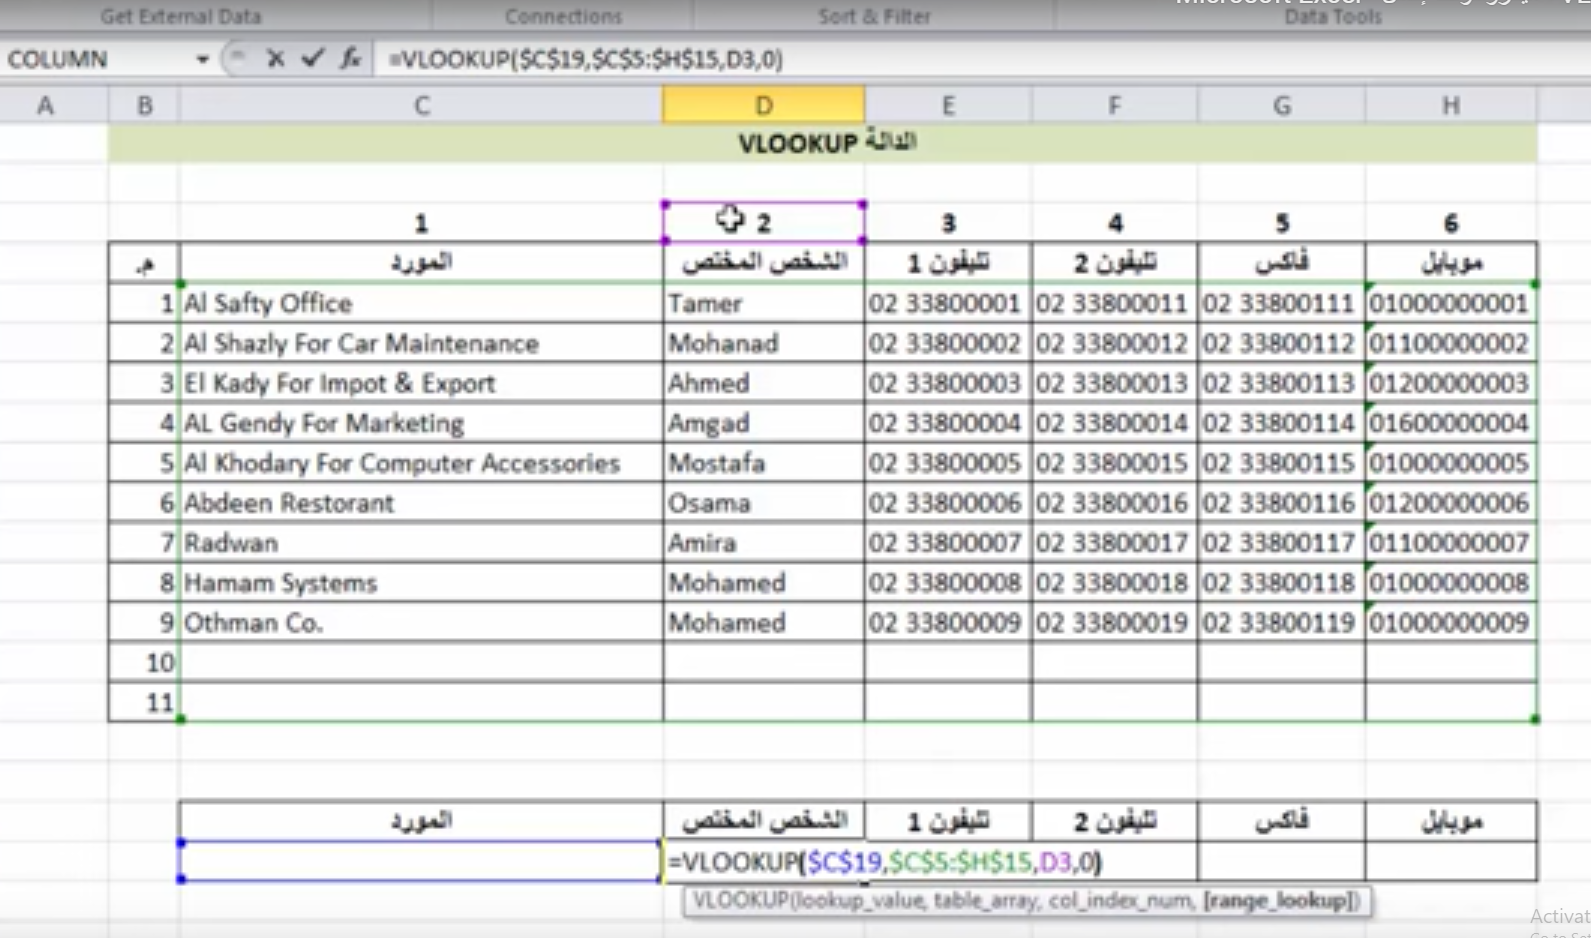 Get External Data Connections Sort & Filter Data Tools
COLUMN fx =VLOOKUP($C$19,$C$5:$H$15,D3,0)
A B C D E F G H
الدالة VLOOKUP
1 2 3 4 5 6
م. المورد الشخص المختص تليفون 1 تليفون 2 فاكس موبايل
1 Al Safty Office Tamer 02 33800001 02 33800011 02 33800111 01000000001
2 Al Shazly For Car Maintenance Mohanad 02 33800002 02 33800012 02 33800112 01100000002
3 El Kady For Impot & Export Ahmed 02 33800003 02 33800013 02 33800113 01200000003
4 AL Gendy For Marketing Amgad 02 33800004 02 33800014 02 33800114 01600000004
5 Al Khodary For Computer Accessories Mostafa 02 33800005 02 33800015 02 33800115 01000000005
6 Abdeen Restorant Osama 02 33800006 02 33800016 02 33800116 01200000006
7 Radwan Amira 02 33800007 02 33800017 02 33800117 01100000007
8 Hamam Systems Mohamed 02 33800008 02 33800018 02 33800118 01000000008
9 Othman Co. Mohamed 02 33800009 02 33800019 02 33800119 01000000009
10
11
المورد الشخص المختص تليفون 1 تليفون 2 فاكس موبايل
=VLOOKUP($C$19,$C$5:$H$15,D3,0)
VLOOKUP(lookup_value, table_array, col_index_num, [range_lookup])
Activat